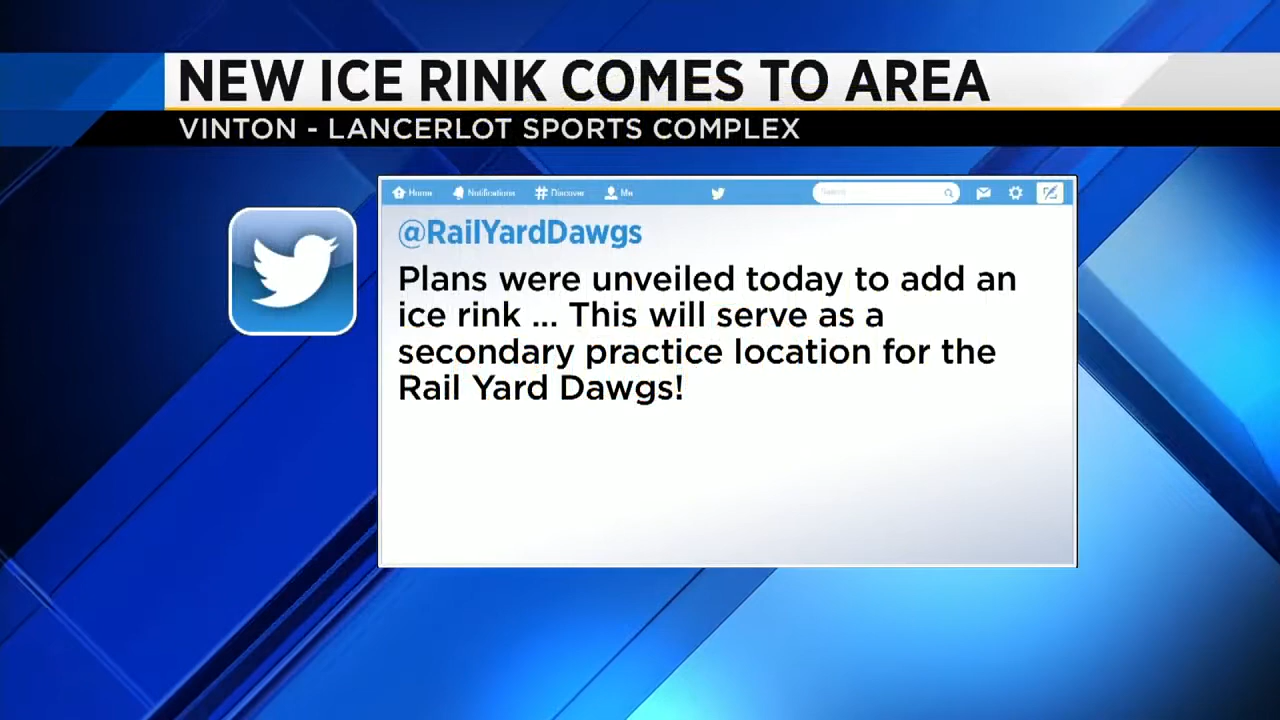 NEW ICE RINK COMES TO AREA
VINTON - LANCERLOT SPORTS COMPLEX
Home Notifications Discover Me Search
@RailYardDawgs
Plans were unveiled today to add an
ice rink ... This will serve as a
secondary practice location for the
Rail Yard Dawgs!